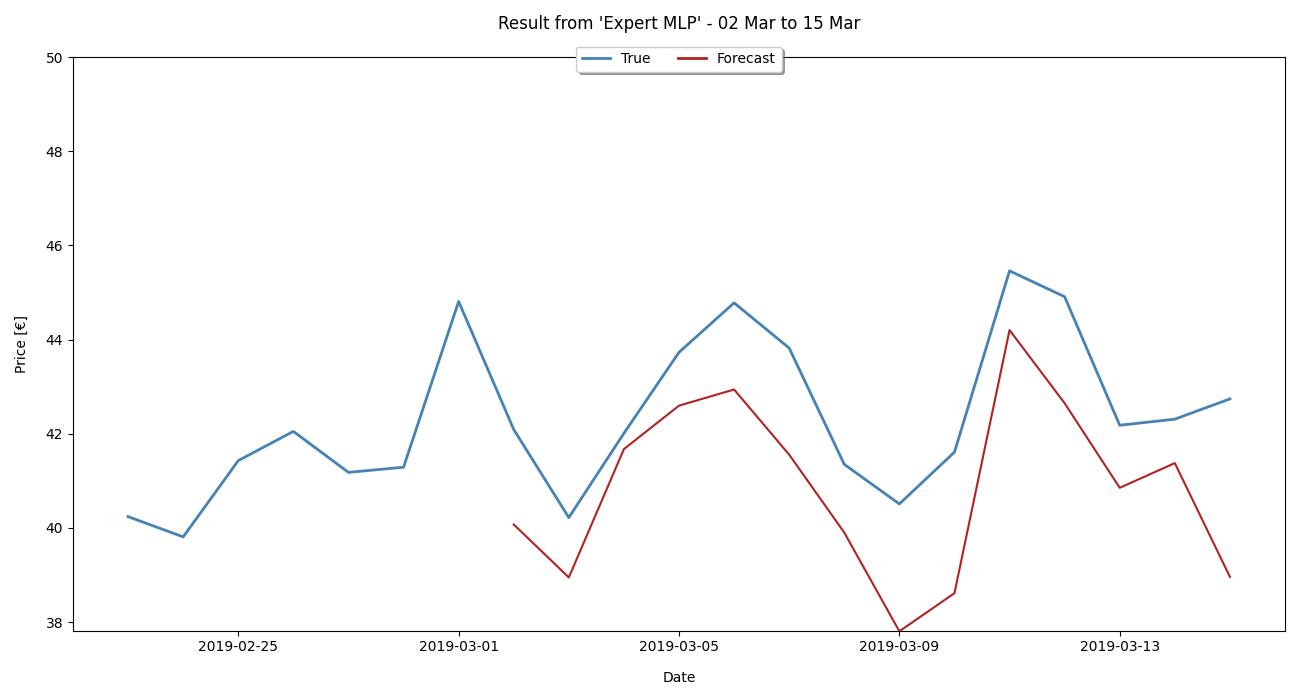 Result from 'Expert MLP' - 02 Mar to 15 Mar
True
Forecast
50
48
46
44
42
40
38
Price [€]
2019-02-25
2019-03-01
2019-03-05
2019-03-09
2019-03-13
Date